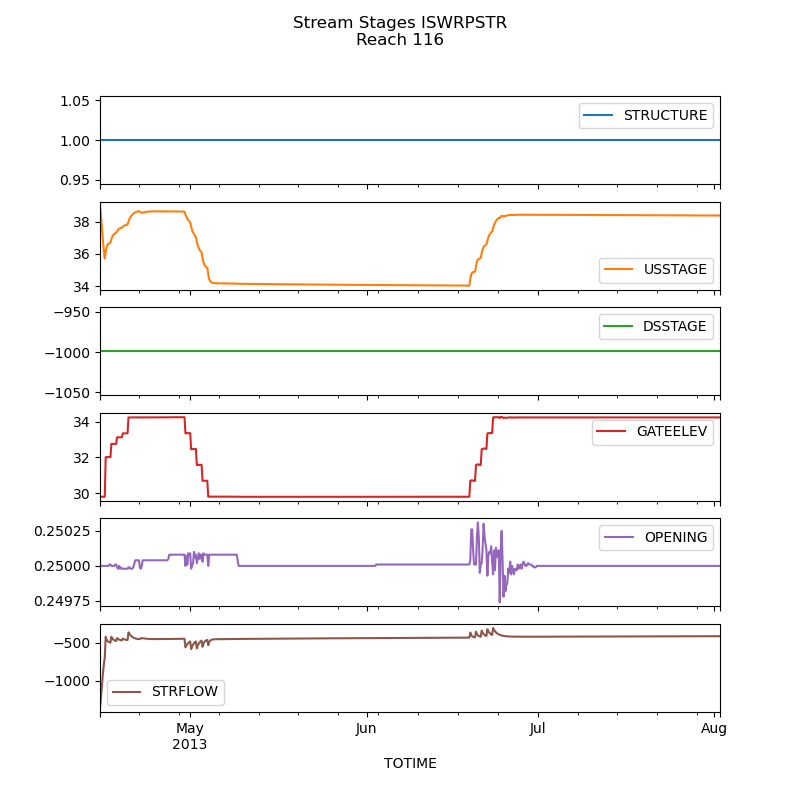 Stream Stages ISWRPSTR
Reach 116
1.05
1.00
0.95
STRUCTURE
38
36
34
USSTAGE
−950
−1000
−1050
DSSTAGE
34
32
30
GATEELEV
0.25025
0.25000
0.24975
OPENING
−500
−1000
STRFLOW
May
2013
Jun
Jul
Aug
TOTIME